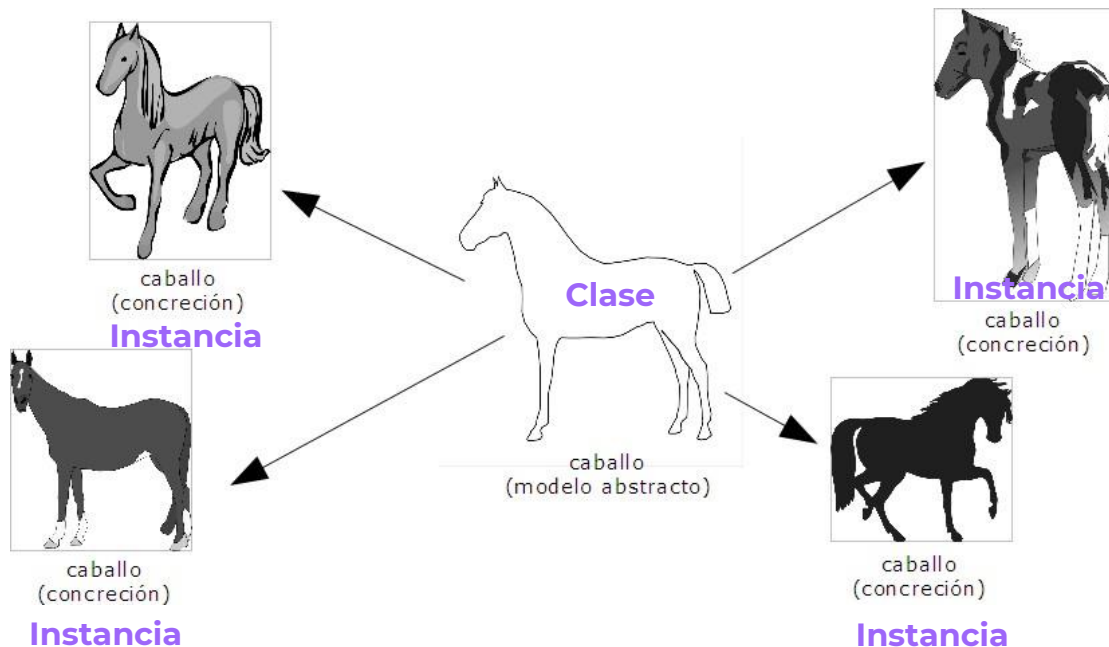 caballo
(concreción)
Instancia
Instancia
caballo
(concreción)
Clase
caballo
(modelo abstracto)
caballo
(concreción)
Instancia
caballo
(concreción)
Instancia